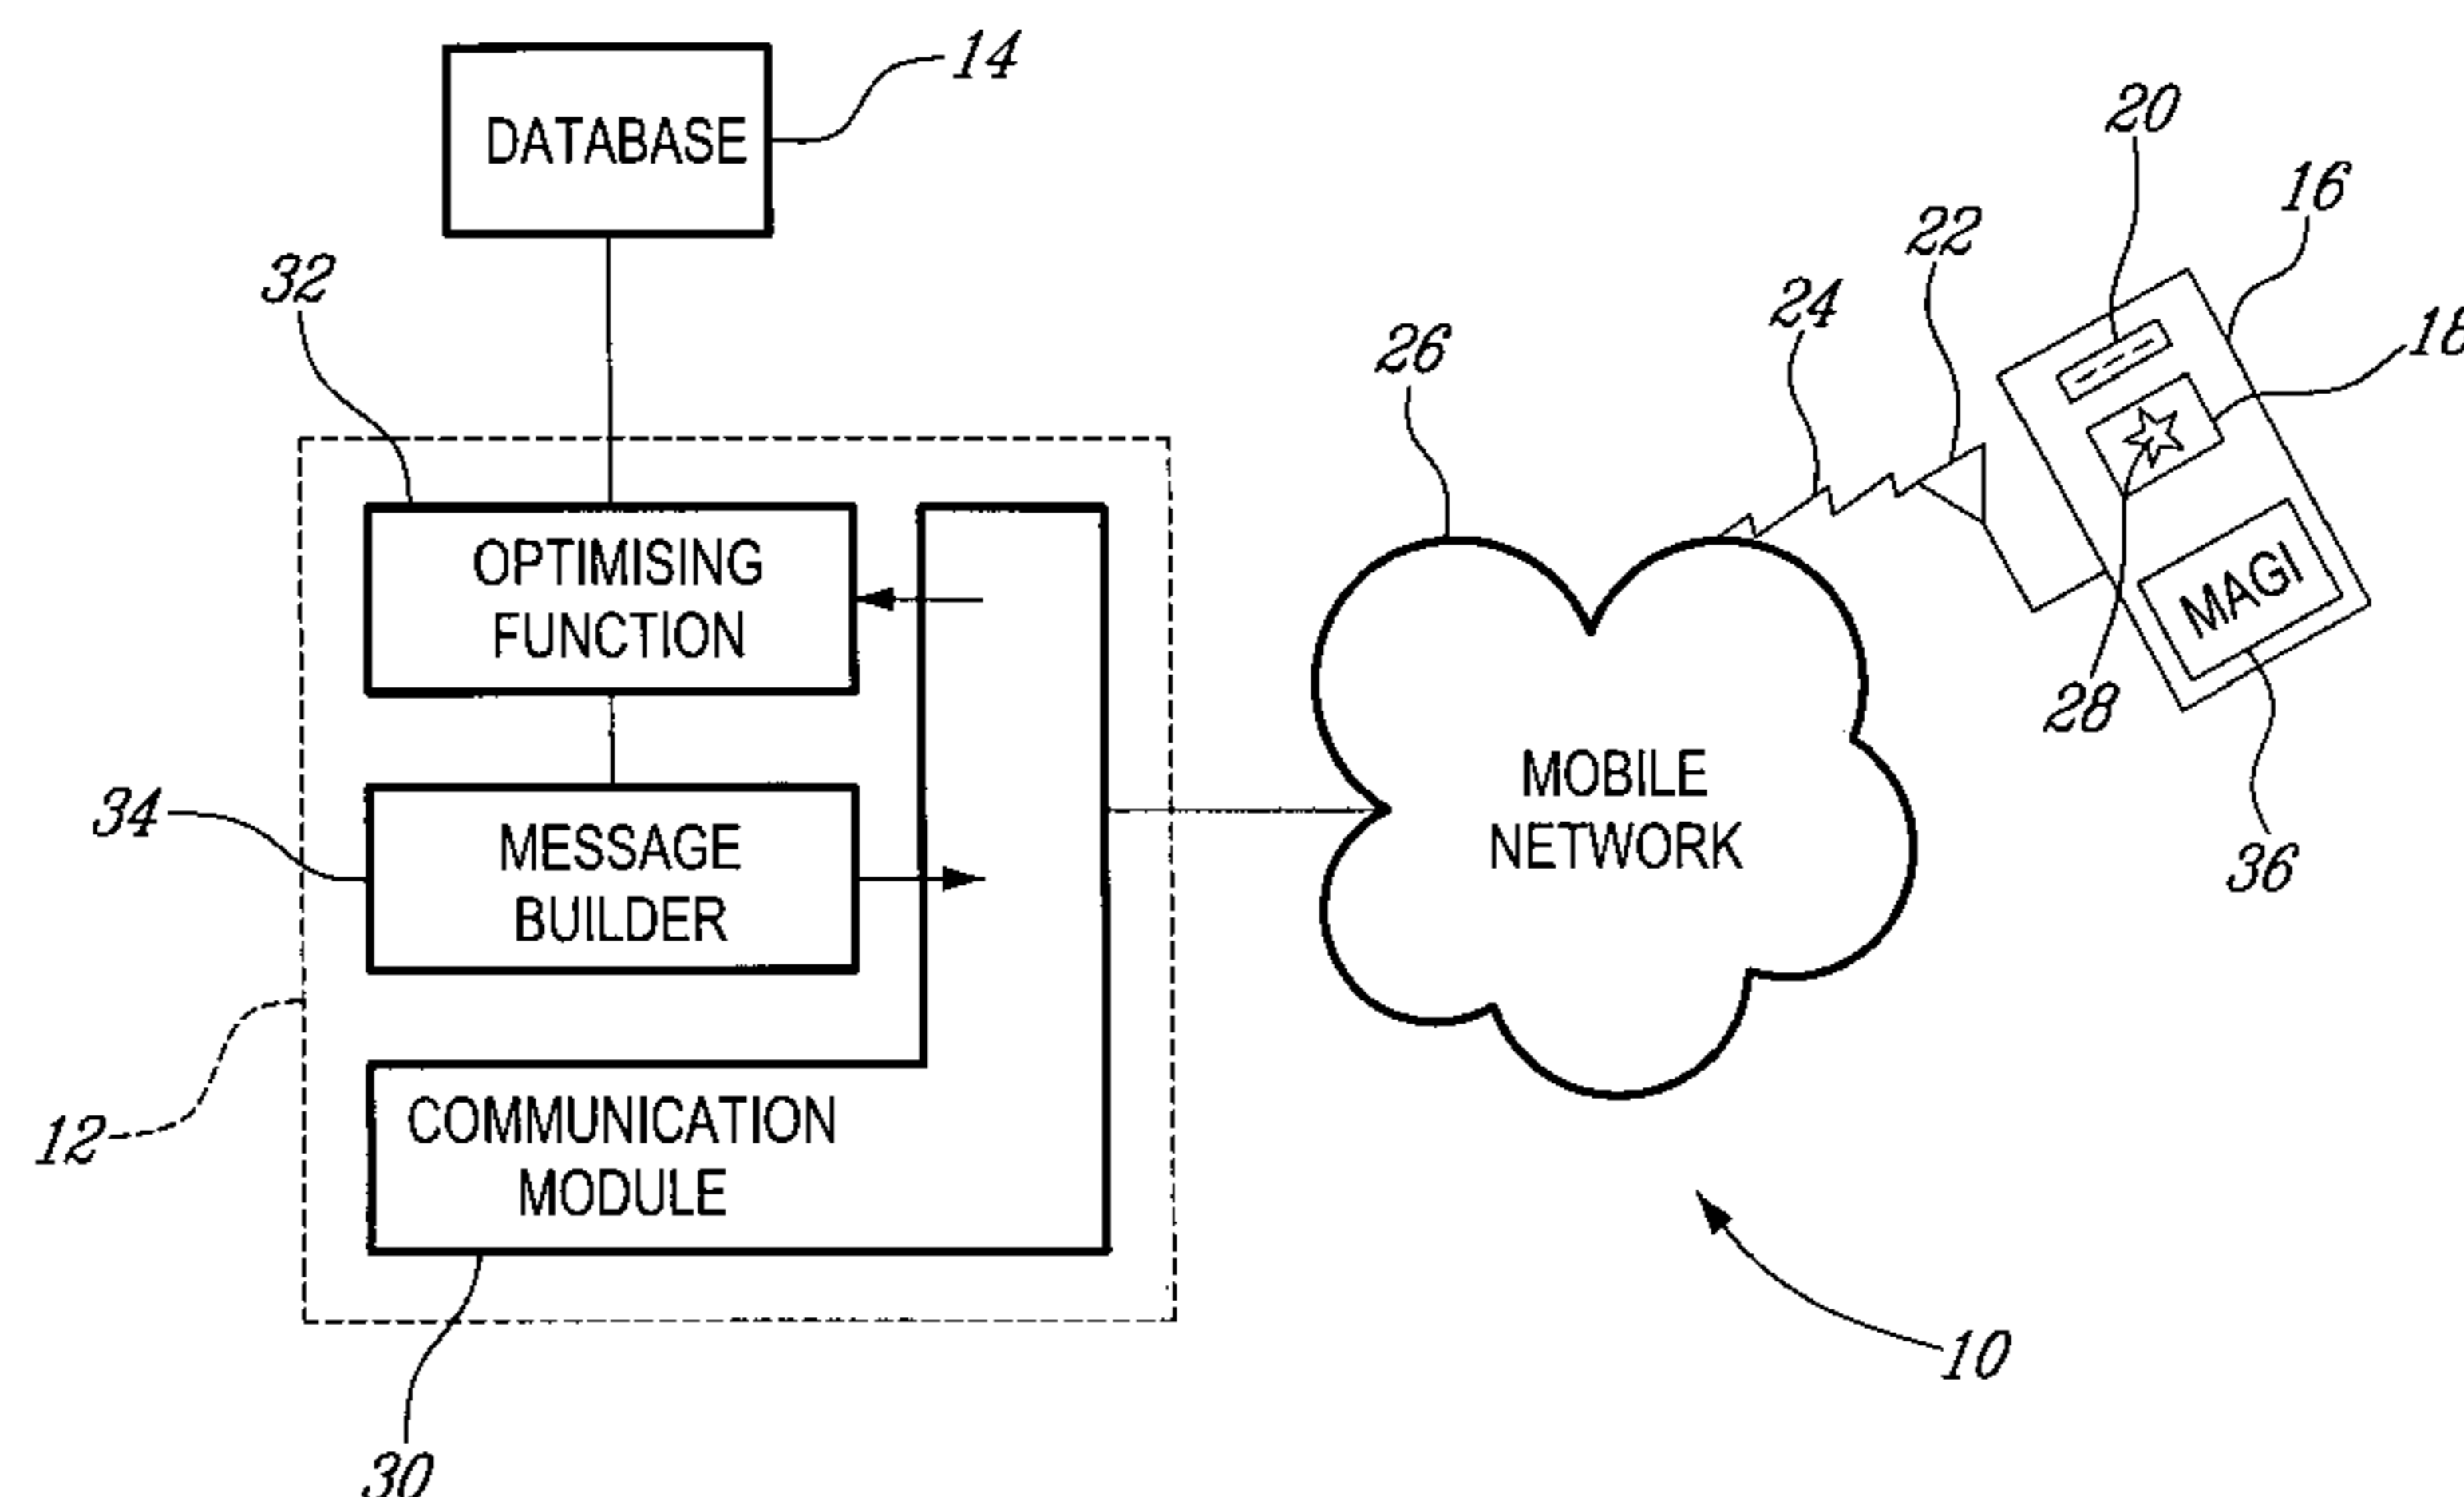 14
DATABASE
20
16
22
32
24
18
26
OPTIMISING
FUNCTION
MAGI
28
34
MESSAGE
BUILDER
MOBILE
NETWORK
36
12
COMMUNICATION
MODULE
10
30